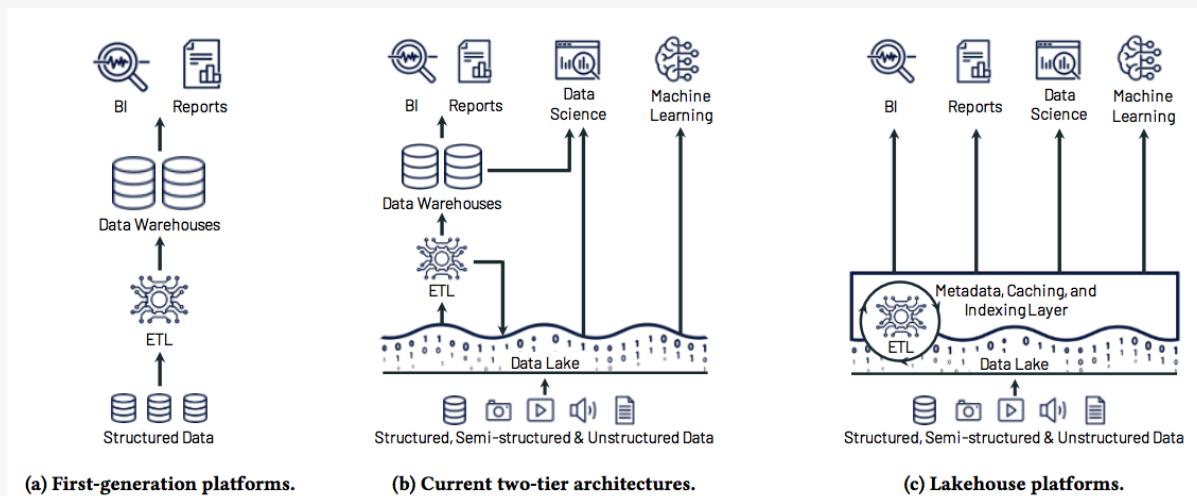 BI
Reports
Data Warehouses
ETL
Structured Data
(a) First-generation platforms.
BI
Reports
Data
Science
Machine
Learning
Data Warehouses
ETL
Data Lake
Structured, Semi-structured & Unstructured Data
(b) Current two-tier architectures.
BI
Reports
Data
Science
Machine
Learning
Metadata, Caching, and
Indexing Layer
ETL
Data Lake
Structured, Semi-structured & Unstructured Data
(c) Lakehouse platforms.